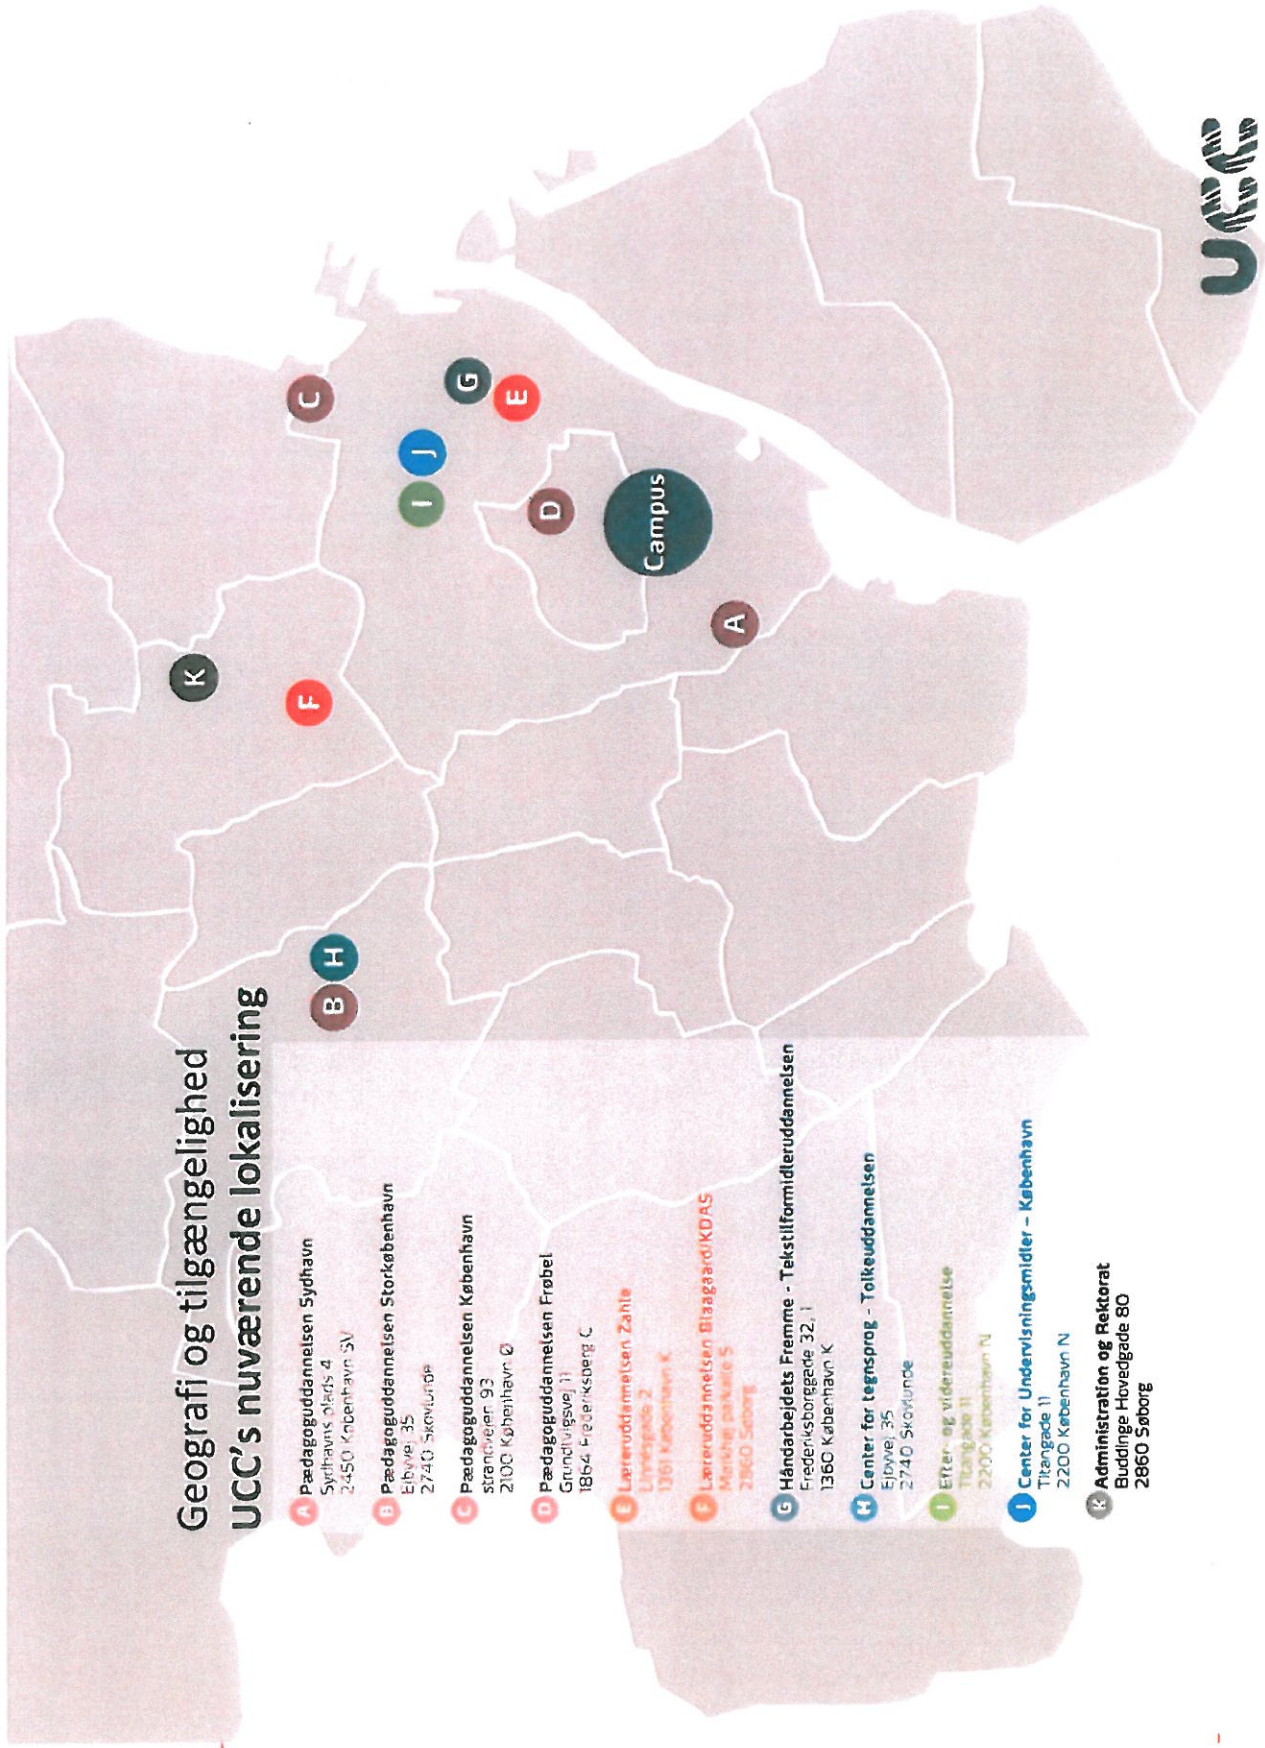 Geografi og tilgængelighed
UCC's nuværende lokalisering
A Pædagoguddannelsen Sydhavn
Sydhavns plads 4
2450 København SV
B Pædagoguddannelsen Storkøbenhavn
Ejbyvej 35
2740 Skovlunde
C Pædagoguddannelsen København
strandvejen 93
2100 København Ø
D Pædagoguddannelsen Frøbel
Grundtvigsvej 11
1864 Frederiksberg C
E Læreruddannelsen Zahle
Linnésgade 2
1361 København K
F Læreruddannelsen Blaagaard/KDAS
Mørkhøj parkalle 5
2860 Søborg
G Håndarbejdets Fremme - Tekstilformidleruddannelsen
Frederiksborggade 32, 1
1360 København K
H Center for tegnsprog - Tolkeuddannelsen
Ejbyvej 35
2740 Skovlunde
I Efter- og videreuddannelse
Titangade 11
2200 København N
J Center for Undervisningsmidler – København
Titangade 11
2200 København N
K Administration og Rektorat
Buddinge Hovedgade 80
2860 Søborg
K
F
B
H
C
I
J
G
E
D
Campus
A
UCC